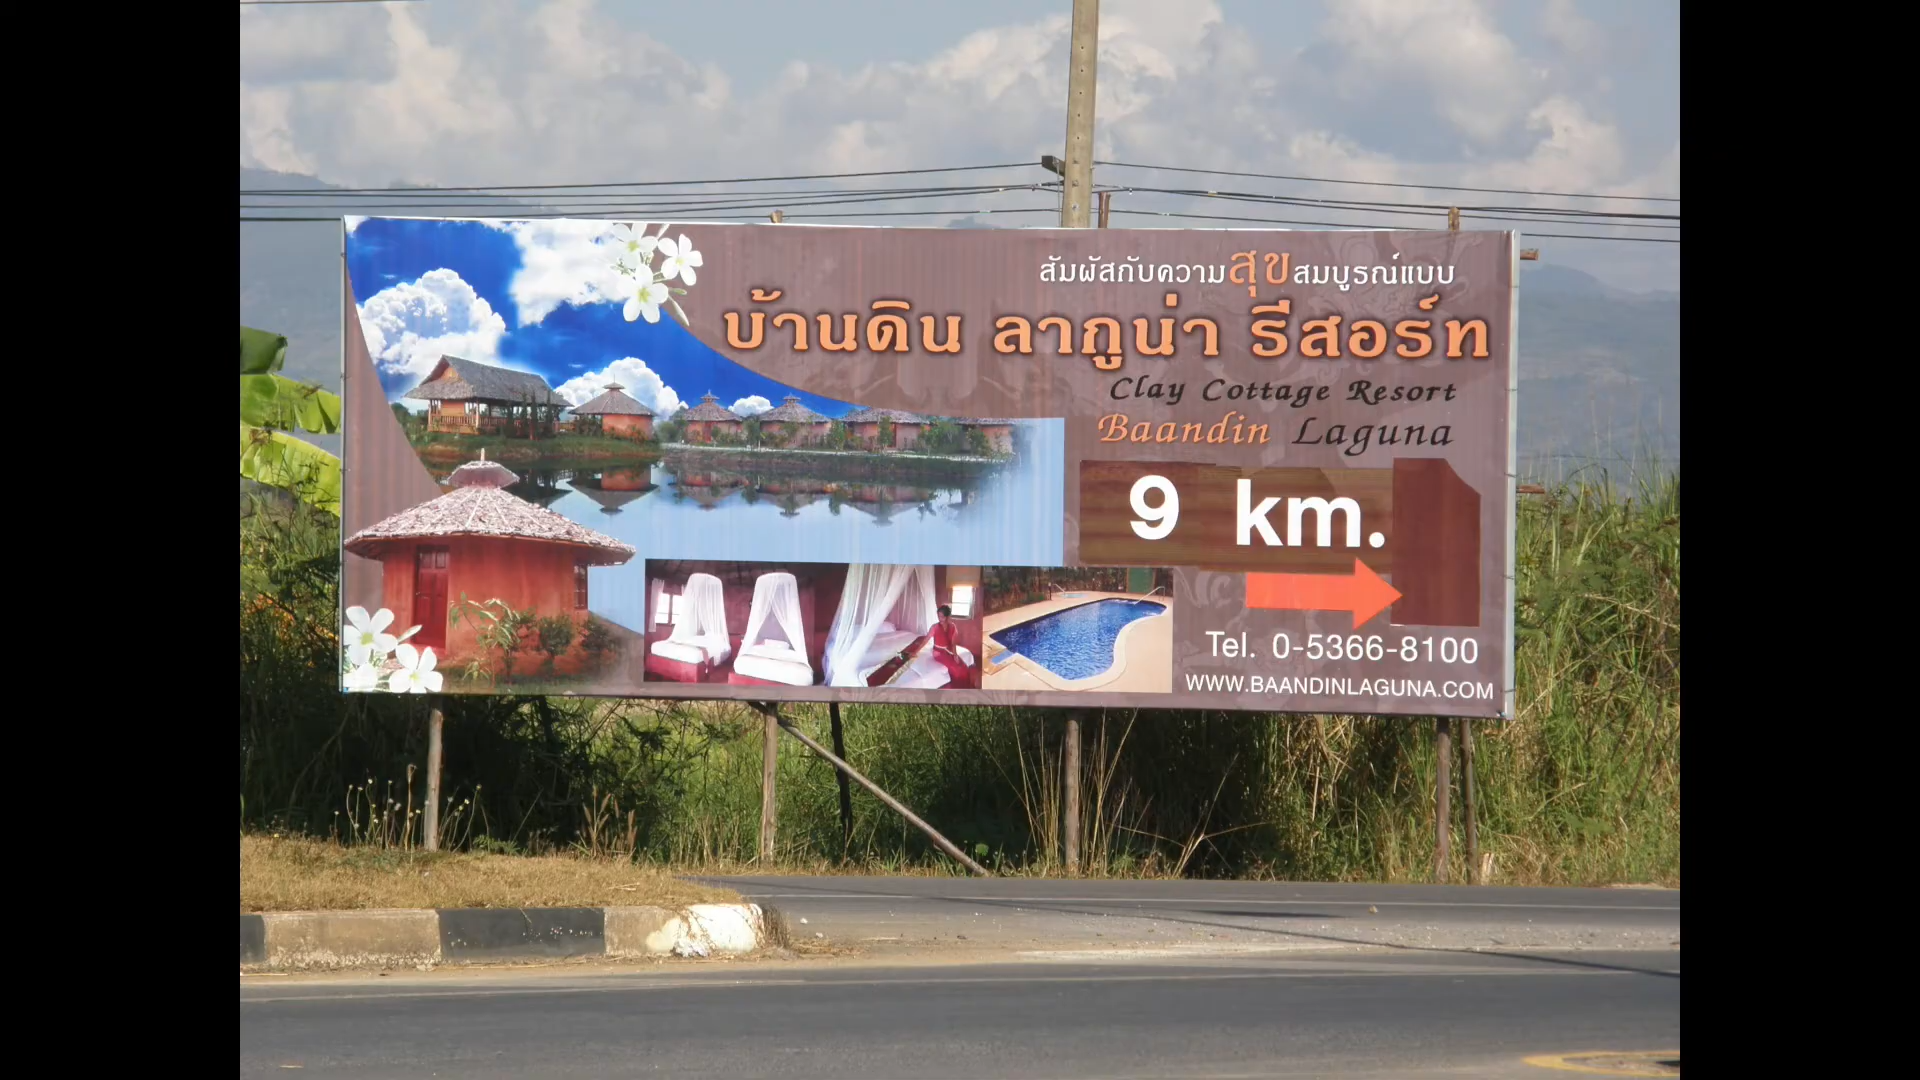 สัมผัสกับความสุขสมบูรณ์แบบ
บ้านดิน ลากูน่า รีสอร์ท
Clay Cottage Resort
Baandin Laguna
9 km.
Tel. 0-5366-8100
WWW.BAANDINLAGUNA.COM